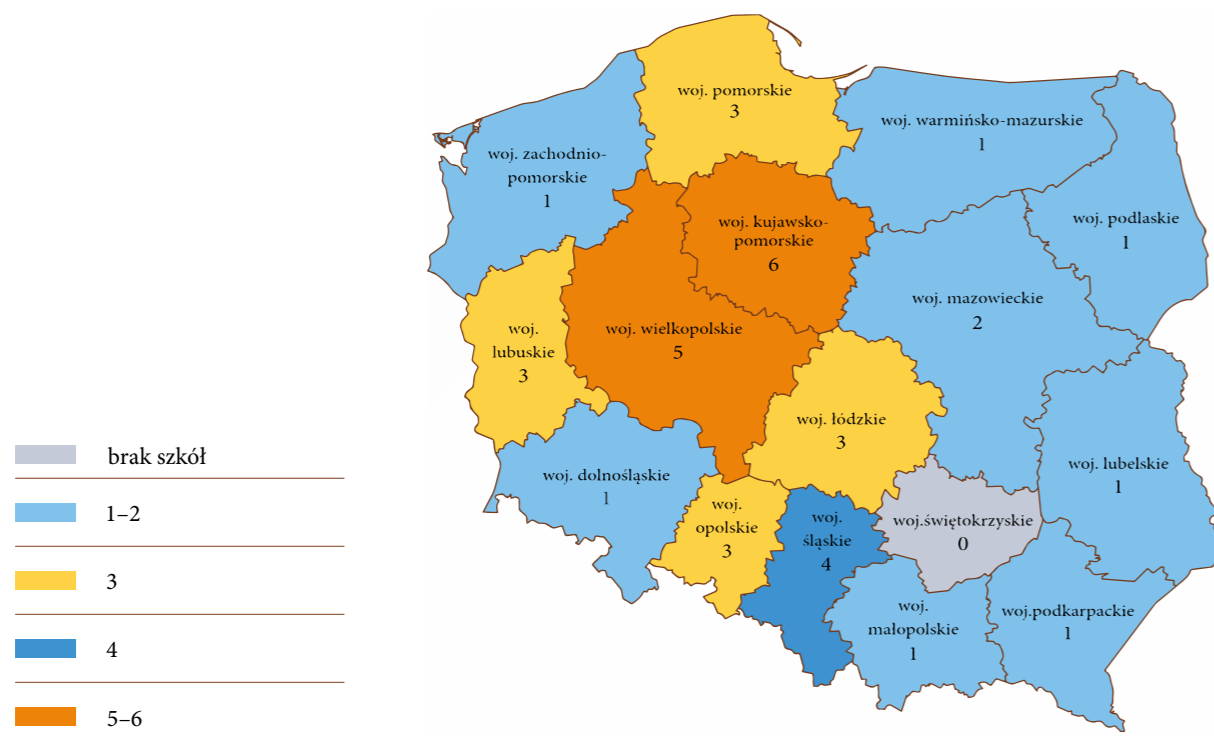 woj. pomorskie
3
woj. warmińsko-mazurskie
1
woj. zachodnio-
pomorskie
1
woj. podlaskie
1
woj. kujawsko-
pomorskie
6
woj. mazowieckie
2
woj. wielkopolskie
5
woj.
lubuskie
3
woj. łódzkie
3
woj. lubelskie
1
woj. dolnośląskie
1
woj.
opolskie
3
woj.
śląskie
4
woj.świętokrzyskie
0
woj.
małopolskie
1
woj.podkarpackie
1
brak szkół
1–2
3
4
5–6